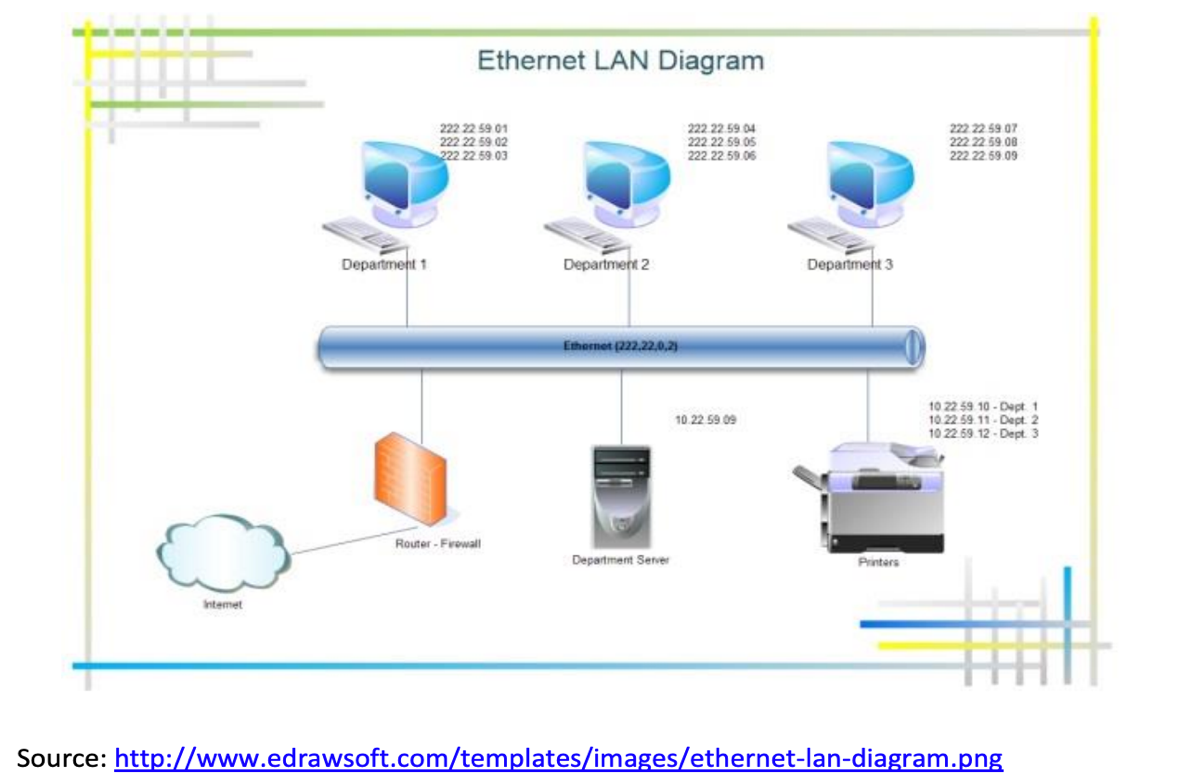 Ethernet LAN Diagram
222.22.59.01
222.22.59.02
222.22.59.03
222.22.59.04
222.22.59.05
222.22.59.06
222.22.59.07
222.22.59.08
222.22.59.09
Department 1
Department 2
Department 3
Ethernet (222,22,0,2)
10.22.59.09
10.22.59.10 - Dept. 1
10.22.59.11 - Dept. 2
10.22.59.12 - Dept. 3
Router - Firewall
Department Server
Printers
Internet
Source: http://www.edrawsoft.com/templates/images/ethernet-lan-diagram.png